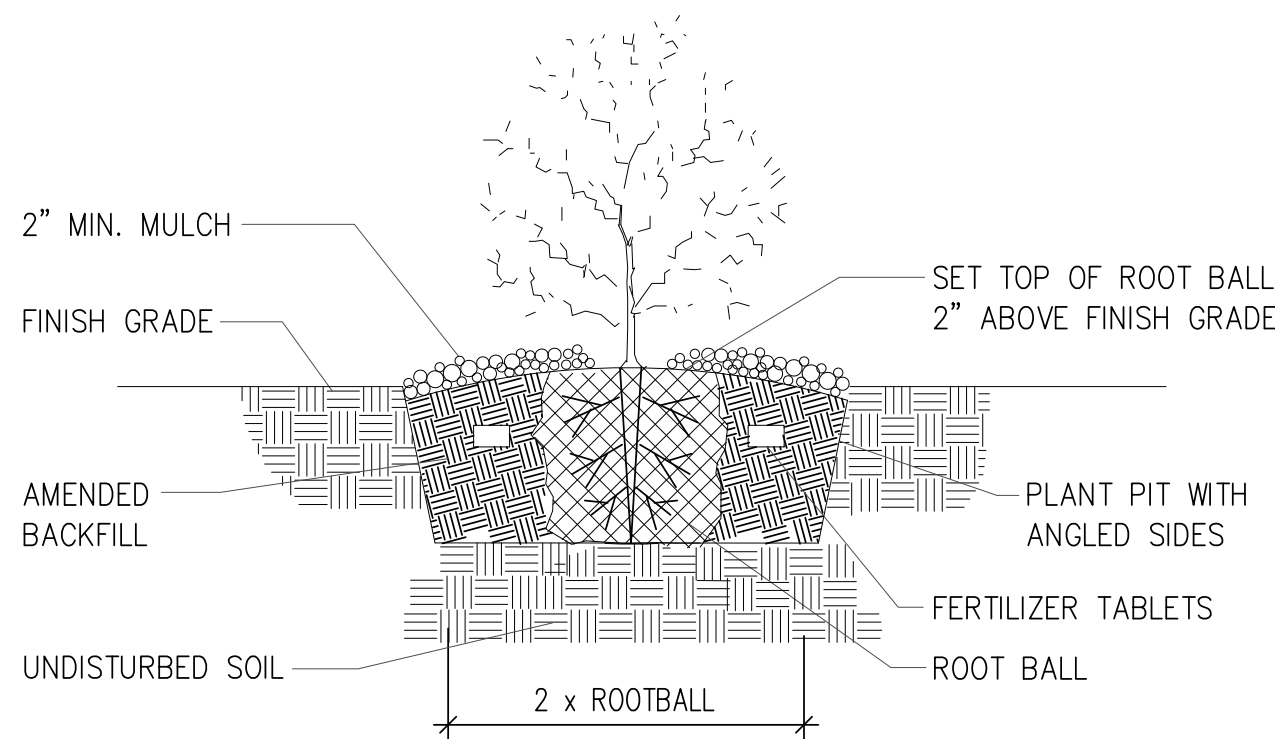 2” MIN. MULCH
FINISH GRADE
AMENDED
BACKFILL
UNDISTURBED SOIL
SET TOP OF ROOT BALL
2” ABOVE FINISH GRADE
PLANT PIT WITH
ANGLED SIDES
FERTILIZER TABLETS
ROOT BALL
2 x ROOTBALL